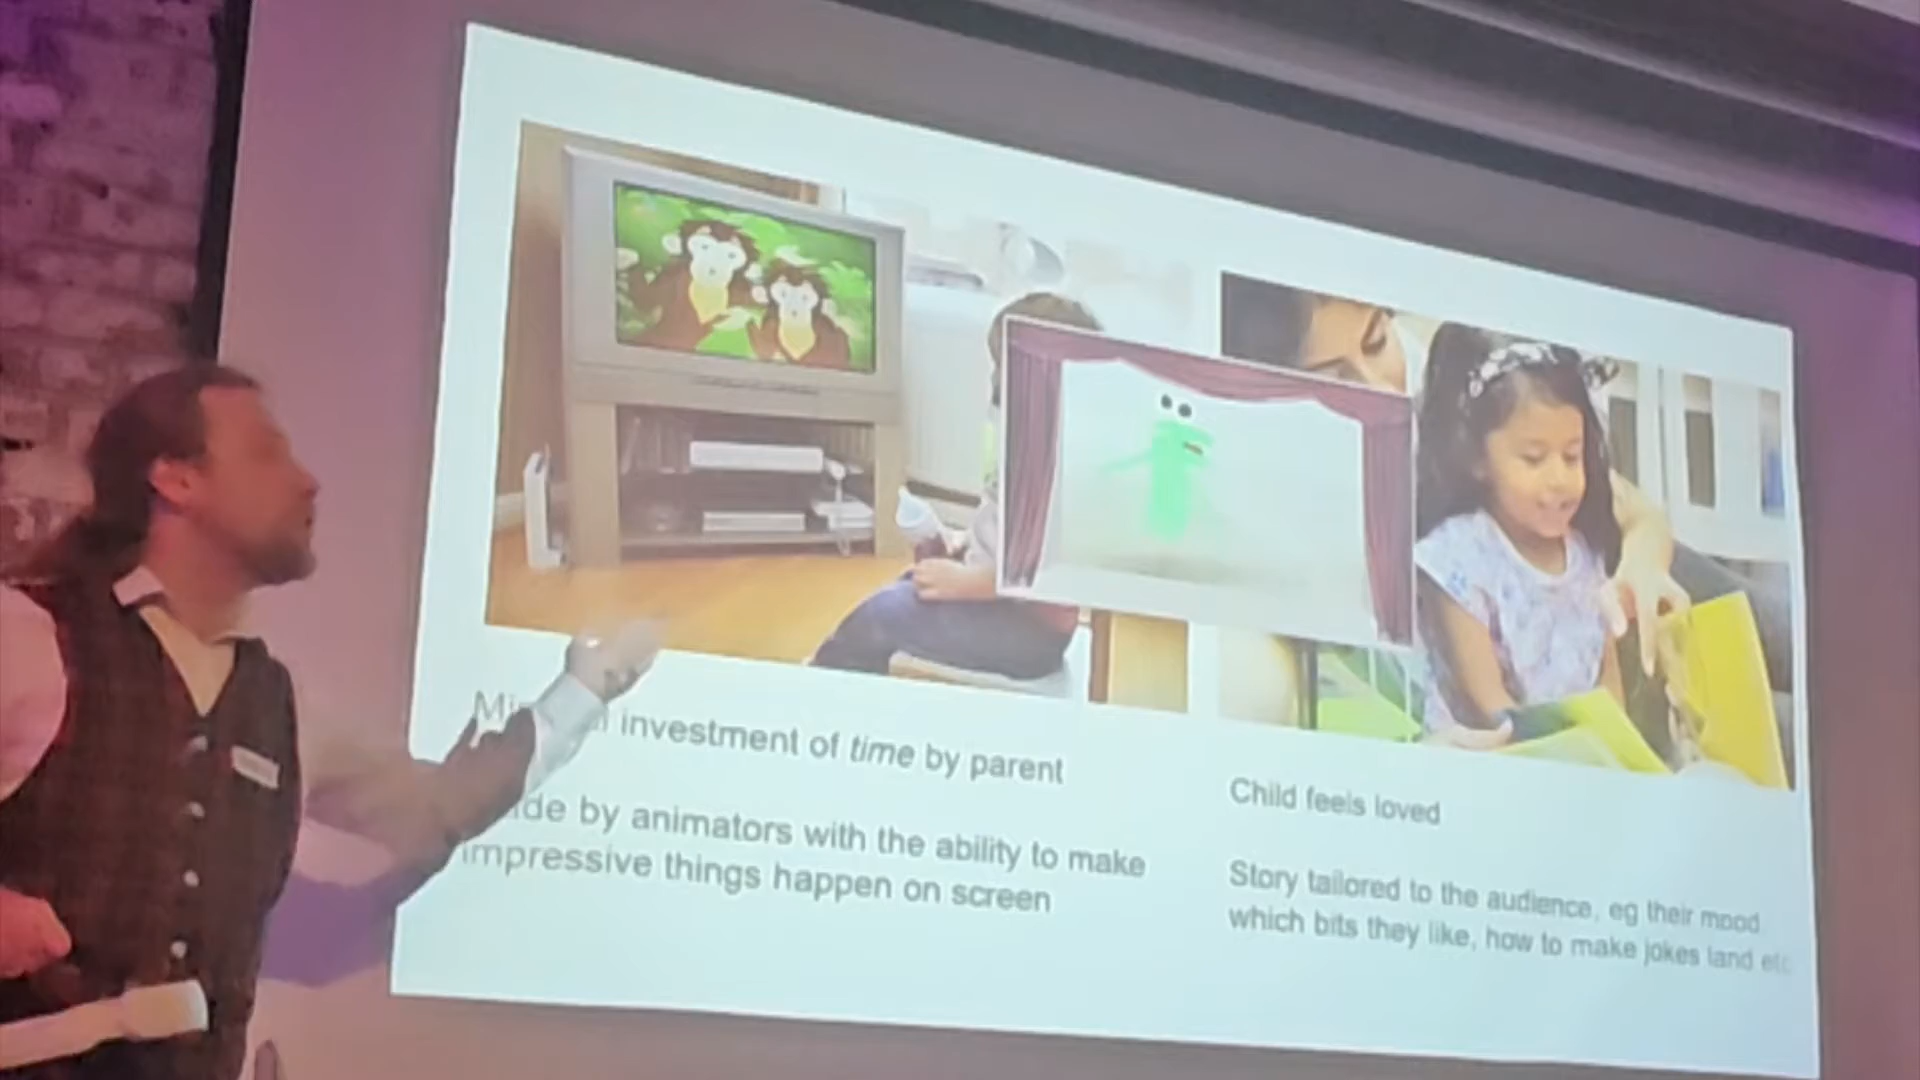 investment of time by parent
by animators with the ability to make
impressive things happen on screen
Child feels loved
Story tailored to the audience, eg their mood
which bits they like, how to make jokes land etc